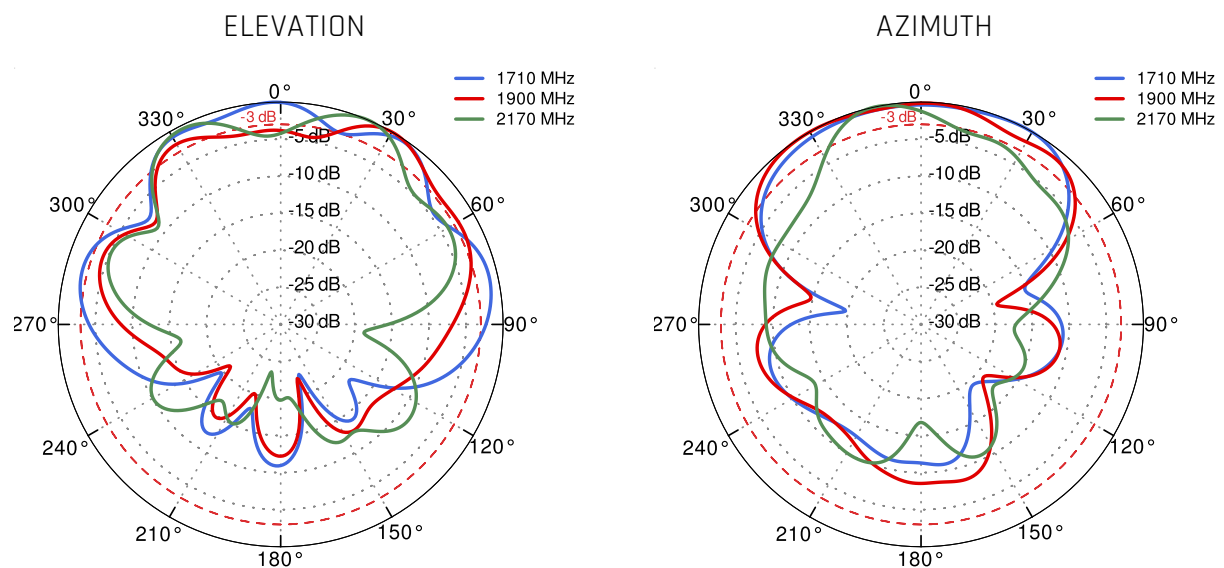 ELEVATION
1710 MHz
1900 MHz
2170 MHz
0°
-3 dB
330°
30°
-5 dB
-10 dB
300°
60°
-15 dB
-20 dB
-25 dB
270°
-30 dB
90°
240°
120°
210°
150°
180°
AZIMUTH
1710 MHz
1900 MHz
2170 MHz
0°
-3 dB
330°
30°
-5 dB
-10 dB
300°
60°
-15 dB
-20 dB
-25 dB
270°
-30 dB
90°
240°
120°
210°
150°
180°